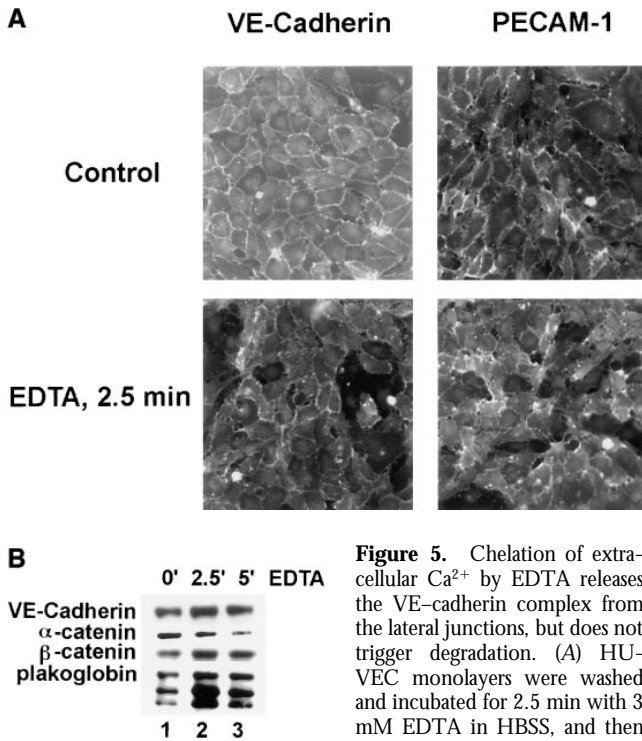 A
VE-Cadherin
PECAM-1
Control
EDTA, 2.5 min
B
0' 2.5' 5' EDTA
VE-Cadherin
α-catenin
β-catenin
plakoglobin
1 2 3
Figure 5. Chelation of extra-
cellular Ca²⁺ by EDTA releases
the VE–cadherin complex from
the lateral junctions, but does not
trigger degradation. (A) HU-
VEC monolayers were washed
and incubated for 2.5 min with 3
mM EDTA in HBSS, and then